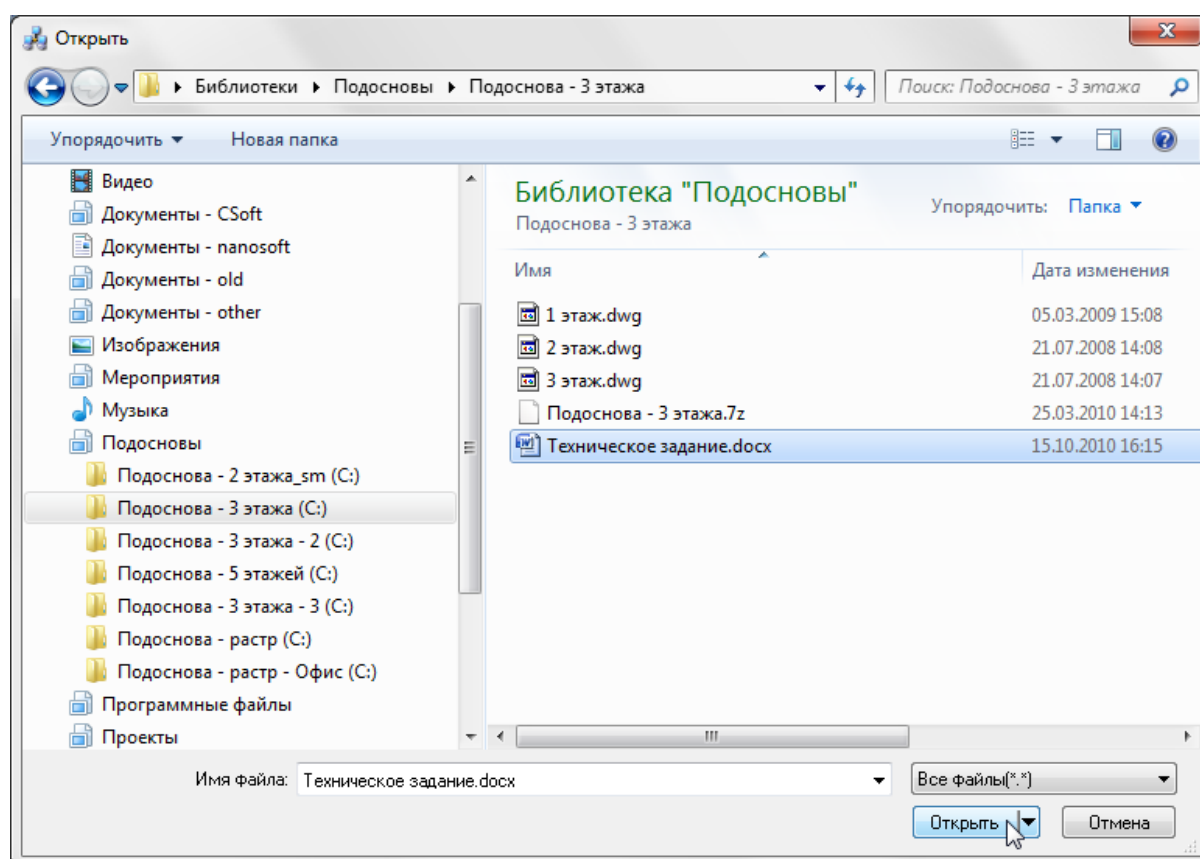 Открыть
Библиотеки Подосновы Подоснова - 3 этажа
Поиск: Подоснова - 3 этажа
Упорядочить Новая папка
Видео
Документы - CSoft
Документы - nanosoft
Документы - old
Документы - other
Изображения
Мероприятия
Музыка
Подосновы
Подоснова - 2 этажа_sm (C:)
Подоснова - 3 этажа (C:)
Подоснова - 3 этажа - 2 (C:)
Подоснова - 5 этажей (C:)
Подоснова - 3 этажа - 3 (C:)
Подоснова - растр (C:)
Подоснова - растр - Офис (C:)
Программные файлы
Проекты
Библиотека "Подосновы"
Подоснова - 3 этажа
Упорядочить: Папка
Имя Дата изменения
1 этаж.dwg 05.03.2009 15:08
2 этаж.dwg 21.07.2008 14:08
3 этаж.dwg 21.07.2008 14:07
Подоснова - 3 этажа.7z 25.03.2010 14:13
Техническое задание.docx 15.10.2010 16:15
Имя файла: Техническое задание.docx Все файлы(*.*)
Открыть Отмена